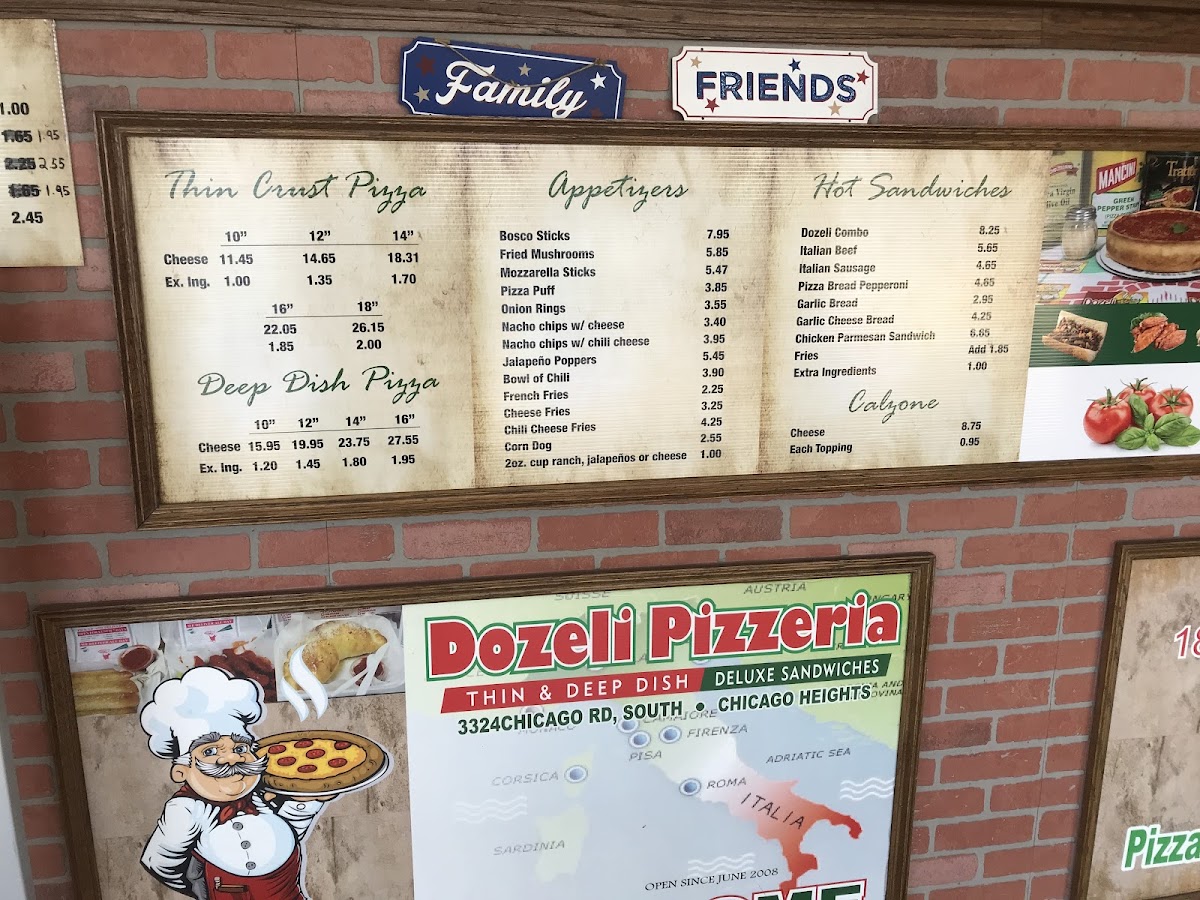 Family
FRIENDS
1.00
1.65 1.95
2.25 2.55
1.65 1.95
2.45
Thin Crust Pizza
10” 12” 14”
Cheese 11.45 14.65 18.31
Ex. Ing. 1.00 1.35 1.70
16” 18”
22.05 26.15
1.85 2.00
Deep Dish Pizza
10” 12” 14” 16”
Cheese 15.95 19.95 23.75 27.55
Ex. Ing. 1.20 1.45 1.80 1.95
Appetizers
Bosco Sticks 7.95
Fried Mushrooms 5.85
Mozzarella Sticks 5.47
Pizza Puff 3.85
Onion Rings 3.55
Nacho chips w/ cheese 3.40
Nacho chips w/ chili cheese 3.95
Jalapeño Poppers 5.45
Bowl of Chili 3.90
French Fries 2.25
Cheese Fries 3.25
Chili Cheese Fries 4.25
Corn Dog 2.55
2oz. cup ranch, jalapeños or cheese 1.00
Hot Sandwiches
Dozeli Combo 8.25
Italian Beef 5.65
Italian Sausage 4.65
Pizza Bread Pepperoni 4.65
Garlic Bread 2.95
Garlic Cheese Bread 4.25
Chicken Parmesan Sandwich 6.65
Fries Add 1.85
Extra Ingredients 1.00
Calzone
Cheese 8.75
Each Topping 0.95
MANCINI
GREEN
PEPPER
Dozeli Pizzeria
THIN & DEEP DISH DELUXE SANDWICHES
3324CHICAGO RD, SOUTH • CHICAGO HEIGHTS
SUISSE
AUSTRIA
MONACO
CAMAIORE
FIRENZA
PISA
ADRIATIC SEA
CORSICA
ROMA
ITALIA
SARDINIA
OPEN SINCE JUNE 2008
18
Pizza